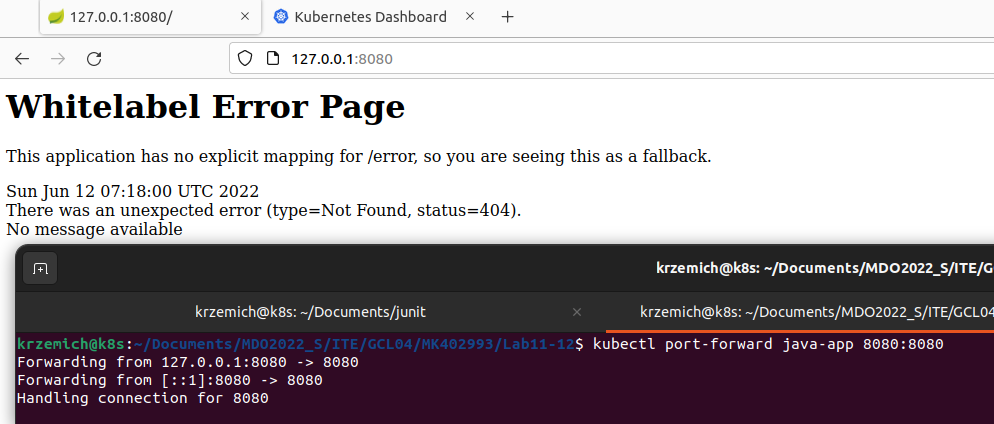 127.0.0.1:8080/
Kubernetes Dashboard
127.0.0.1:8080
Whitelabel Error Page
This application has no explicit mapping for /error, so you are seeing this as a fallback.
Sun Jun 12 07:18:00 UTC 2022
There was an unexpected error (type=Not Found, status=404).
No message available
krzemich@k8s: ~/Documents/MDO2022_S/ITE/G
krzemich@k8s: ~/Documents/junit
krzemich@k8s: ~/Documents/MDO2022_S/ITE/GCL04
krzemich@k8s:~/Documents/MDO2022_S/ITE/GCL04/MK402993/Lab11-12$ kubectl port-forward java-app 8080:8080
Forwarding from 127.0.0.1:8080 -> 8080
Forwarding from [::1]:8080 -> 8080
Handling connection for 8080